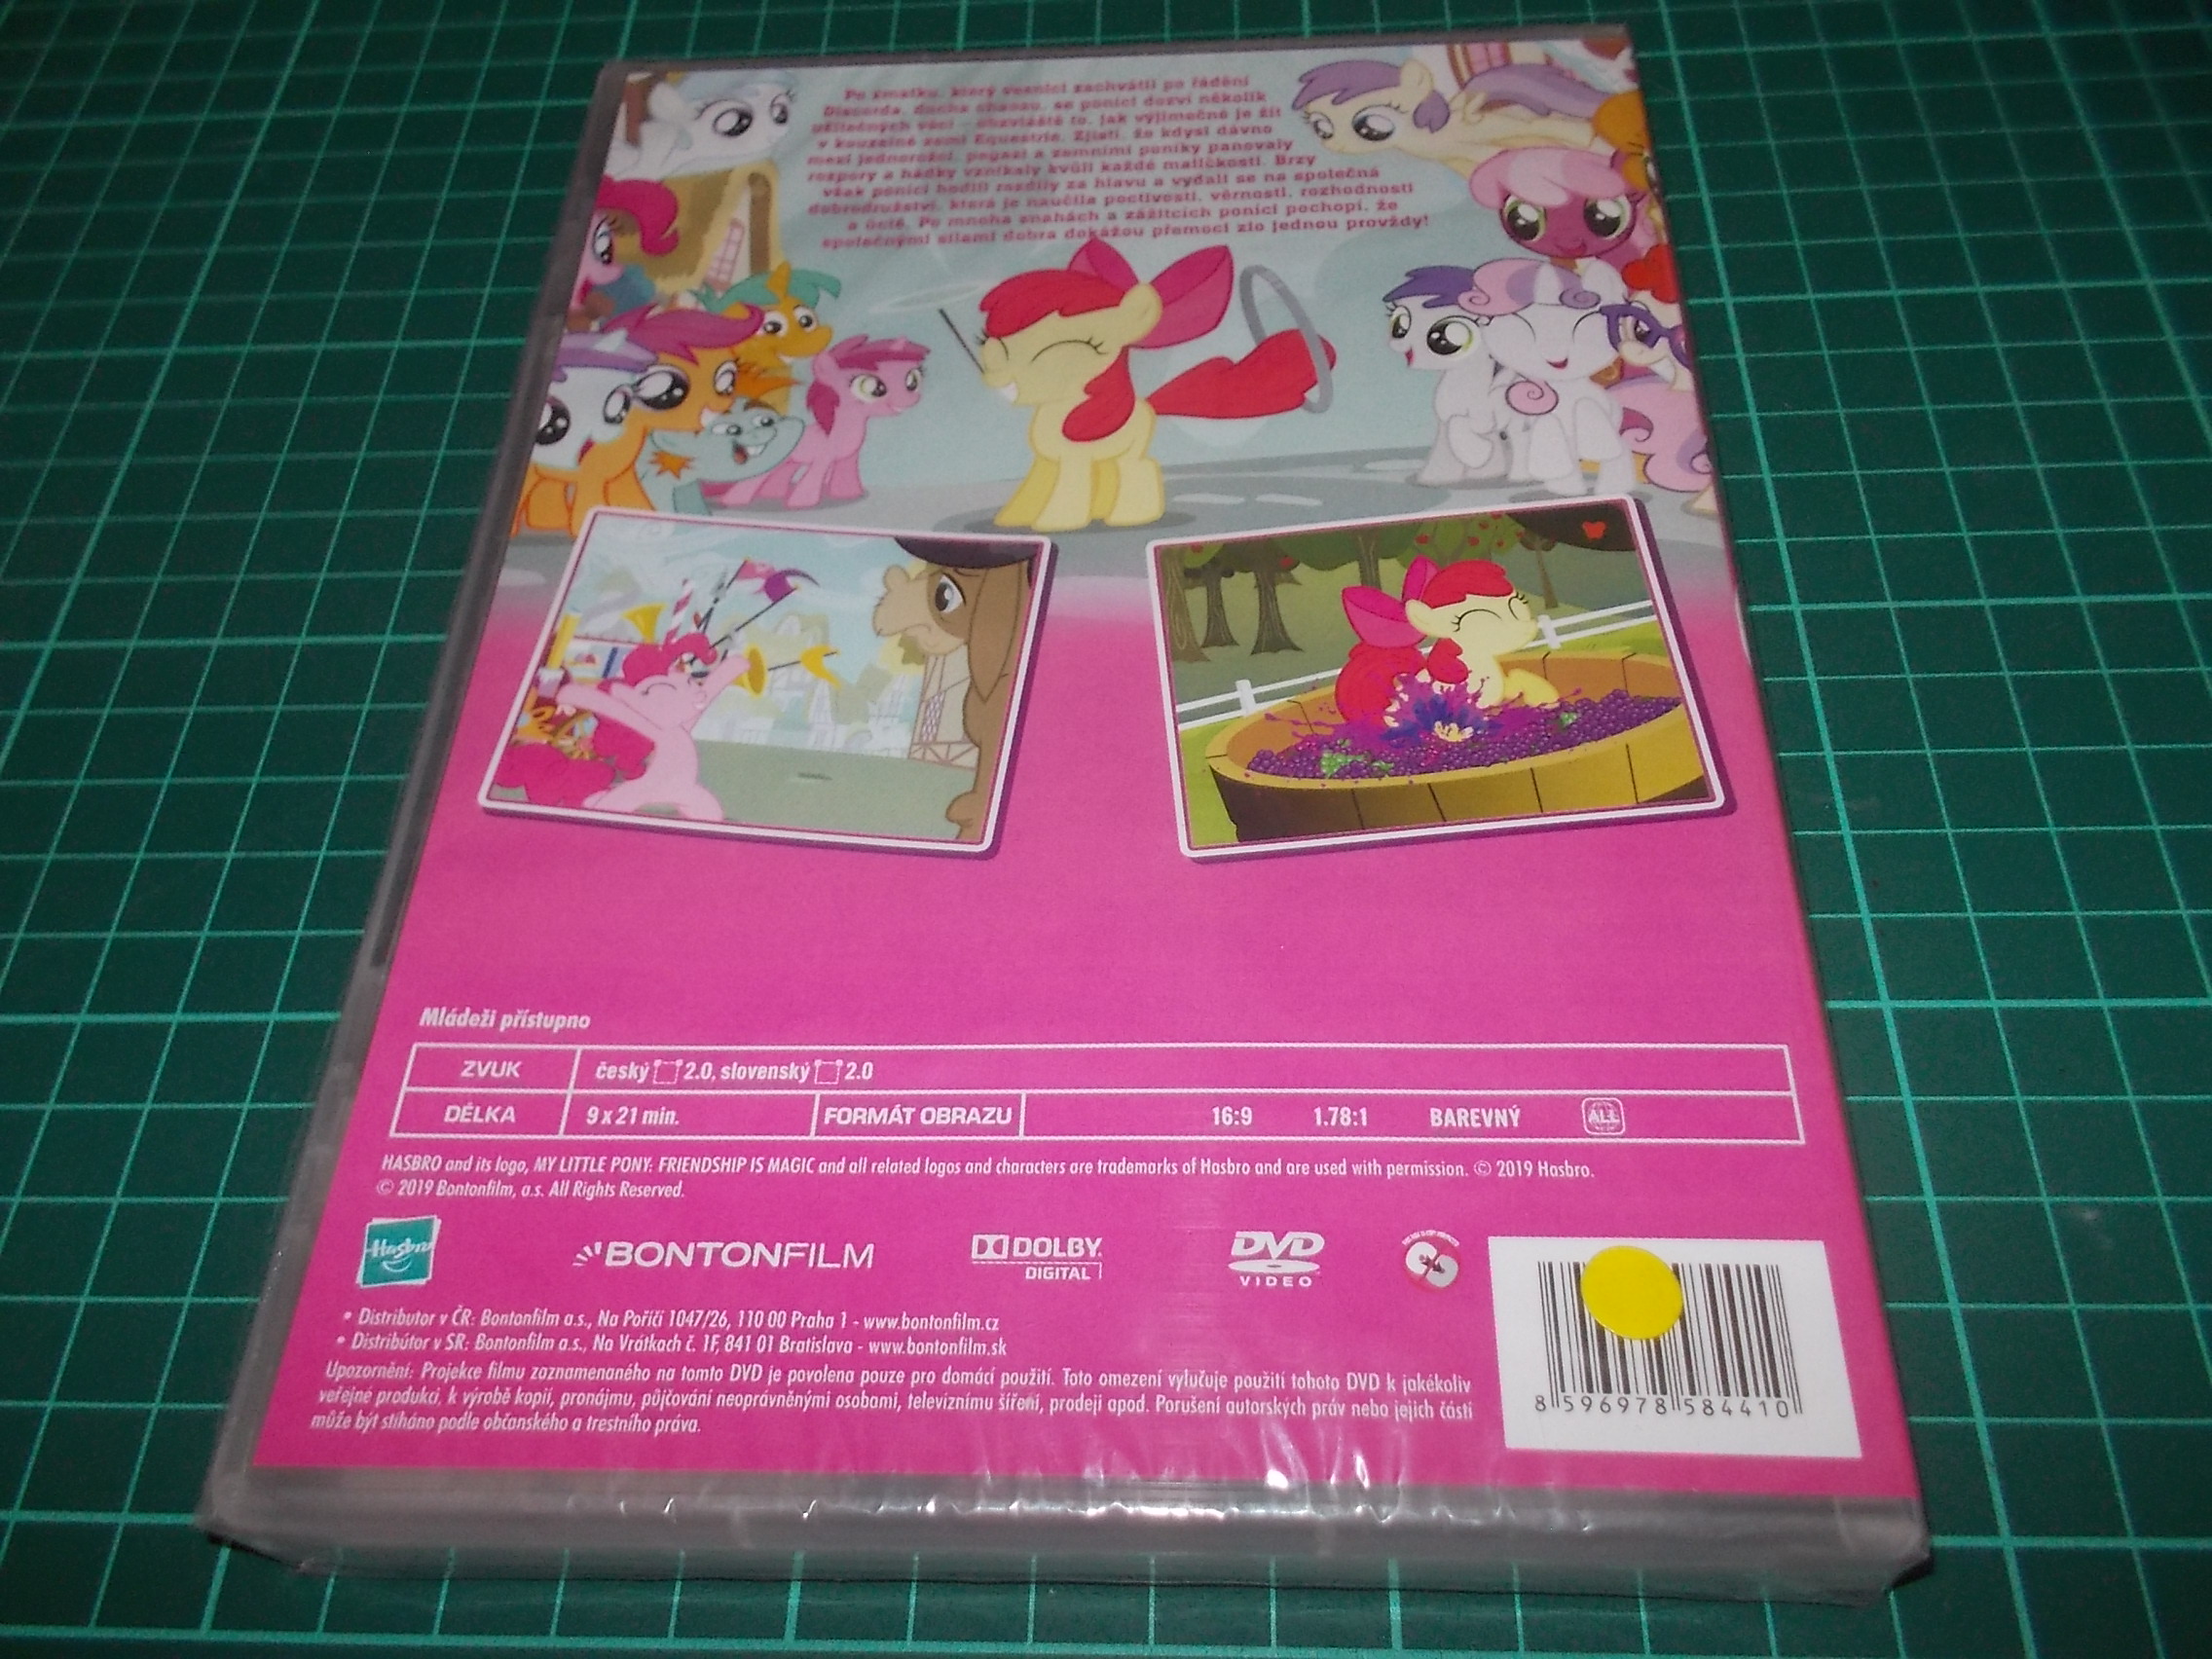 Po zmatku, který vesnici zachvátil po řádění
Discorda, ducha chaosu, se poníci dozví několik
užitečných věcí – obzvláště to, jak výjimečné je žít
v kouzelné zemi Equestrie. Zjistí, že kdysi dávno
mezi jednorožci, pegasi a zemními poníky panovaly
rozpory a hádky vznikaly kvůli každé maličkosti. Brzy
však poníci hodili rozdíly za hlavu a vydali se na společná
dobrodružství, která je naučila poctivosti, věrnosti, rozhodnosti
a úctě. Po mnoha snahách a zážitcích poníci pochopí, že
společnými silami dobra dokážou přemoci zlo jednou provždy!
Mládeži přístupno
ZVUK český 2.0, slovenský 2.0
DÉLKA 9 x 21 min. FORMÁT OBRAZU 16:9 1.78:1 BAREVNÝ ALL
HASBRO and its logo, MY LITTLE PONY: FRIENDSHIP IS MAGIC and all related logos and characters are trademarks of Hasbro and are used with permission. © 2019 Hasbro.
© 2019 Bontonfilm, a.s. All Rights Reserved.
Hasbro BONTONFILM DOLBY DIGITAL DVD VIDEO
• Distributor v ČR: Bontonfilm a.s., Na Poříčí 1047/26, 110 00 Praha 1 - www.bontonfilm.cz
• Distribútor v SR: Bontonfilm a.s., Na Vrátkach č. 1F, 841 01 Bratislava - www.bontonfilm.sk
Upozornění: Projekce filmu zaznamenaného na tomto DVD je povolena pouze pro domácí použití. Toto omezení vylučuje použití tohoto DVD k jakékoliv
veřejné produkci, k výrobě kopií, pronájmu, půjčování neoprávněnými osobami, televiznímu šíření, prodeji apod. Porušení autorských práv nebo jejich části
může být stíháno podle občanského a trestního práva.
8 596978 584410